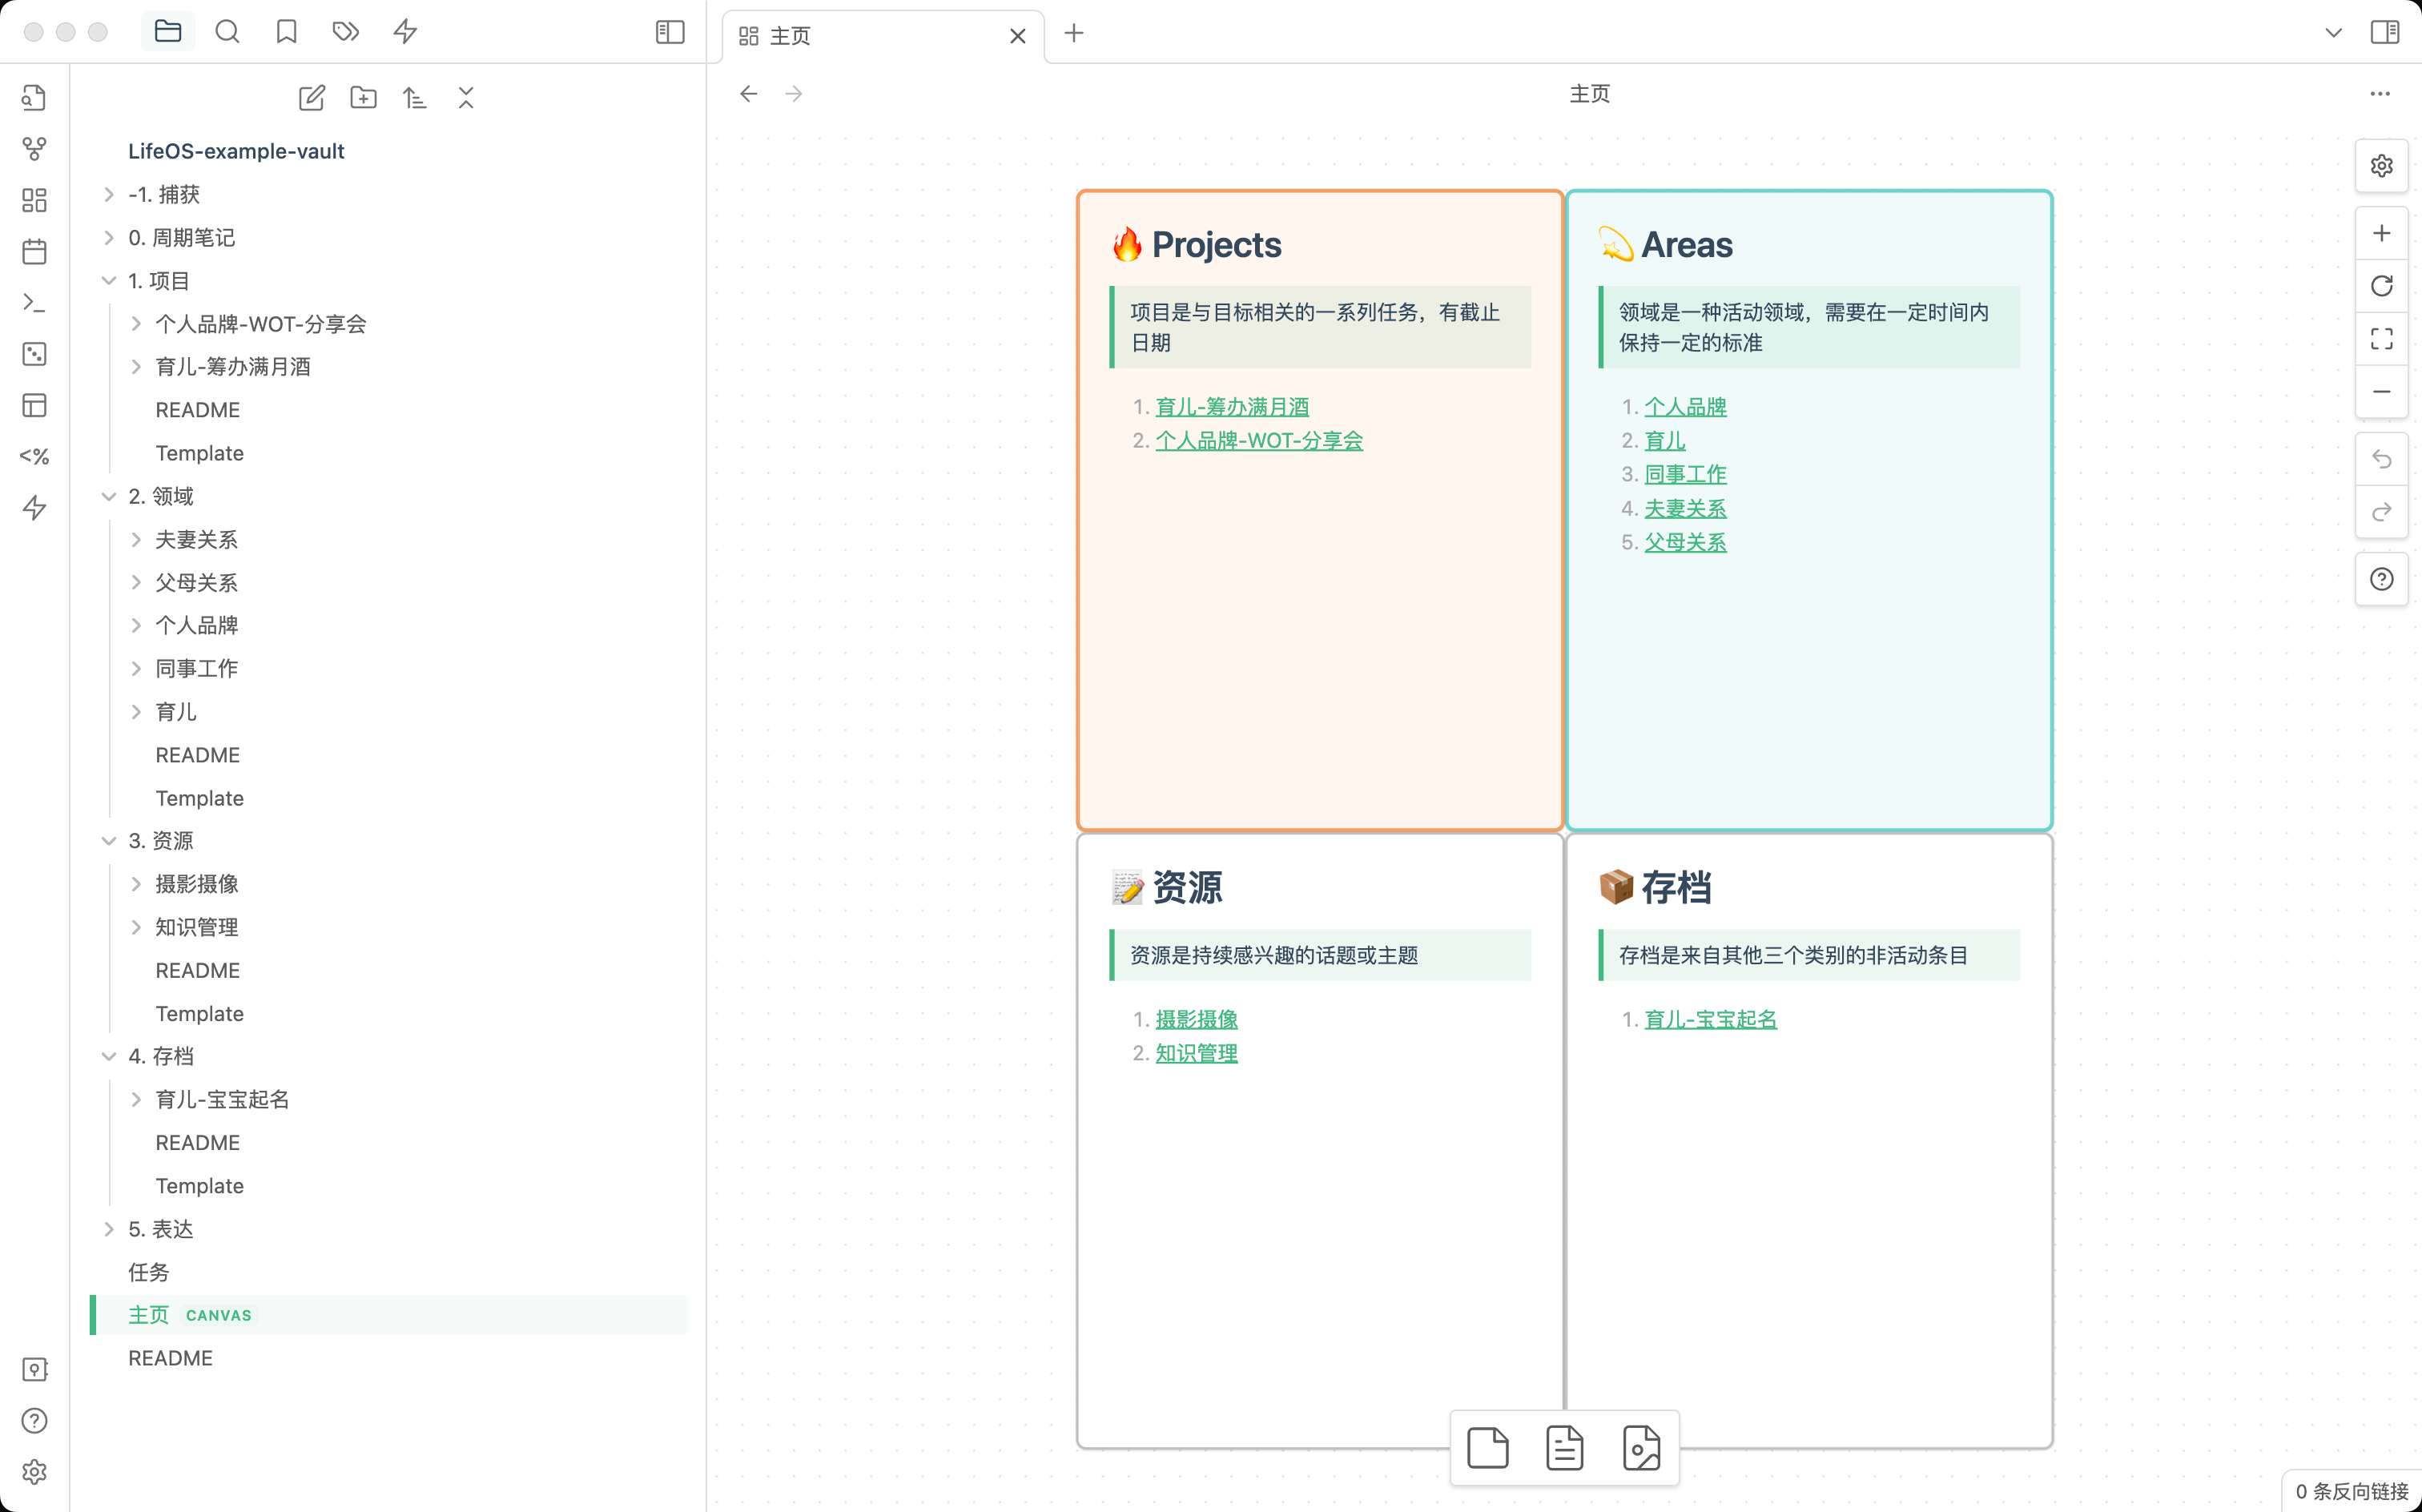 主页
LifeOS-example-vault
-1. 捕获
0. 周期笔记
1. 项目
个人品牌-WOT-分享会
育儿-筹办满月酒
README
Template
2. 领域
夫妻关系
父母关系
个人品牌
同事工作
育儿
README
Template
3. 资源
摄影摄像
知识管理
README
Template
4. 存档
育儿-宝宝起名
README
Template
5. 表达
任务
主页 CANVAS
README
<%
主页
🔥 Projects
项目是与目标相关的一系列任务，有截止
日期
1. 育儿-筹办满月酒
2. 个人品牌-WOT-分享会
💫 Areas
领域是一种活动领域，需要在一定时间内
保持一定的标准
1. 个人品牌
2. 育儿
3. 同事工作
4. 夫妻关系
5. 父母关系
📝 资源
资源是持续感兴趣的话题或主题
1. 摄影摄像
2. 知识管理
📦 存档
存档是来自其他三个类别的非活动条目
1. 育儿-宝宝起名
0 条反向链接